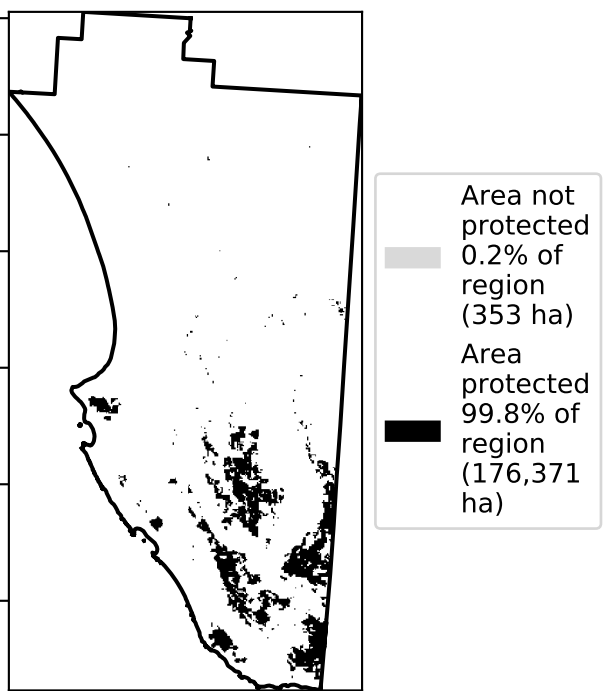 Area not
protected
0.2% of
region
(353 ha)
Area
protected
99.8% of
region
(176,371
ha)